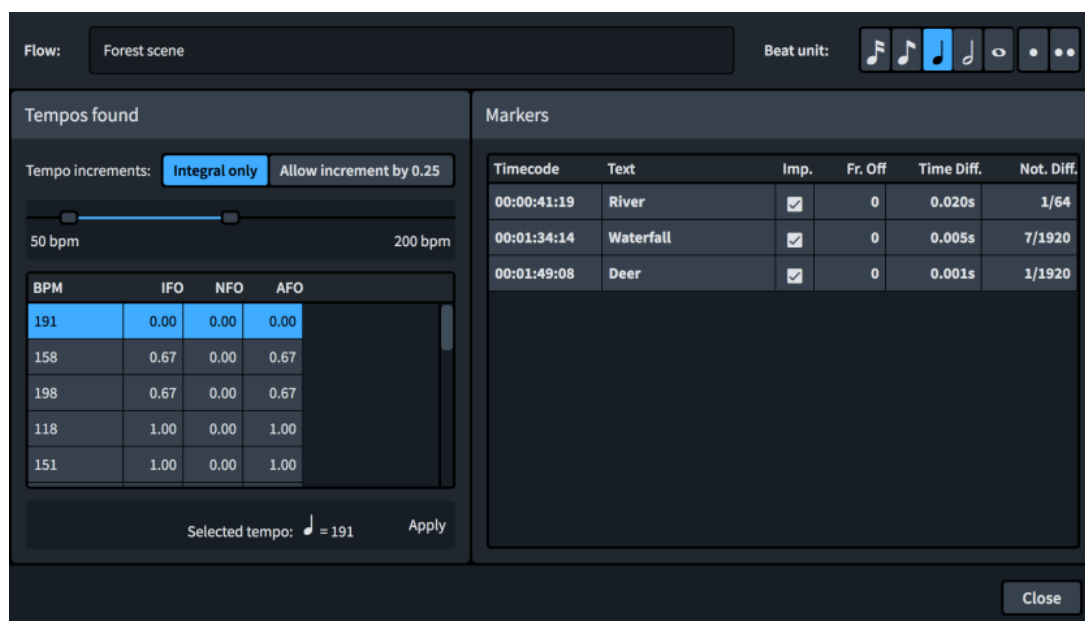 Flow: Forest scene Beat unit:
Tempos found
Tempo increments: Integral only Allow increment by 0.25
50 bpm 200 bpm
BPM IFO NFO AFO
191 0.00 0.00 0.00
158 0.67 0.00 0.67
198 0.67 0.00 0.67
118 1.00 0.00 1.00
151 1.00 0.00 1.00
Selected tempo: ♩ = 191 Apply
Markers
Timecode Text Imp. Fr. Off Time Diff. Not. Diff.
00:00:41:19 River 0 0.020s 1/64
00:01:34:14 Waterfall 0 0.005s 7/1920
00:01:49:08 Deer 0 0.001s 1/1920
Close